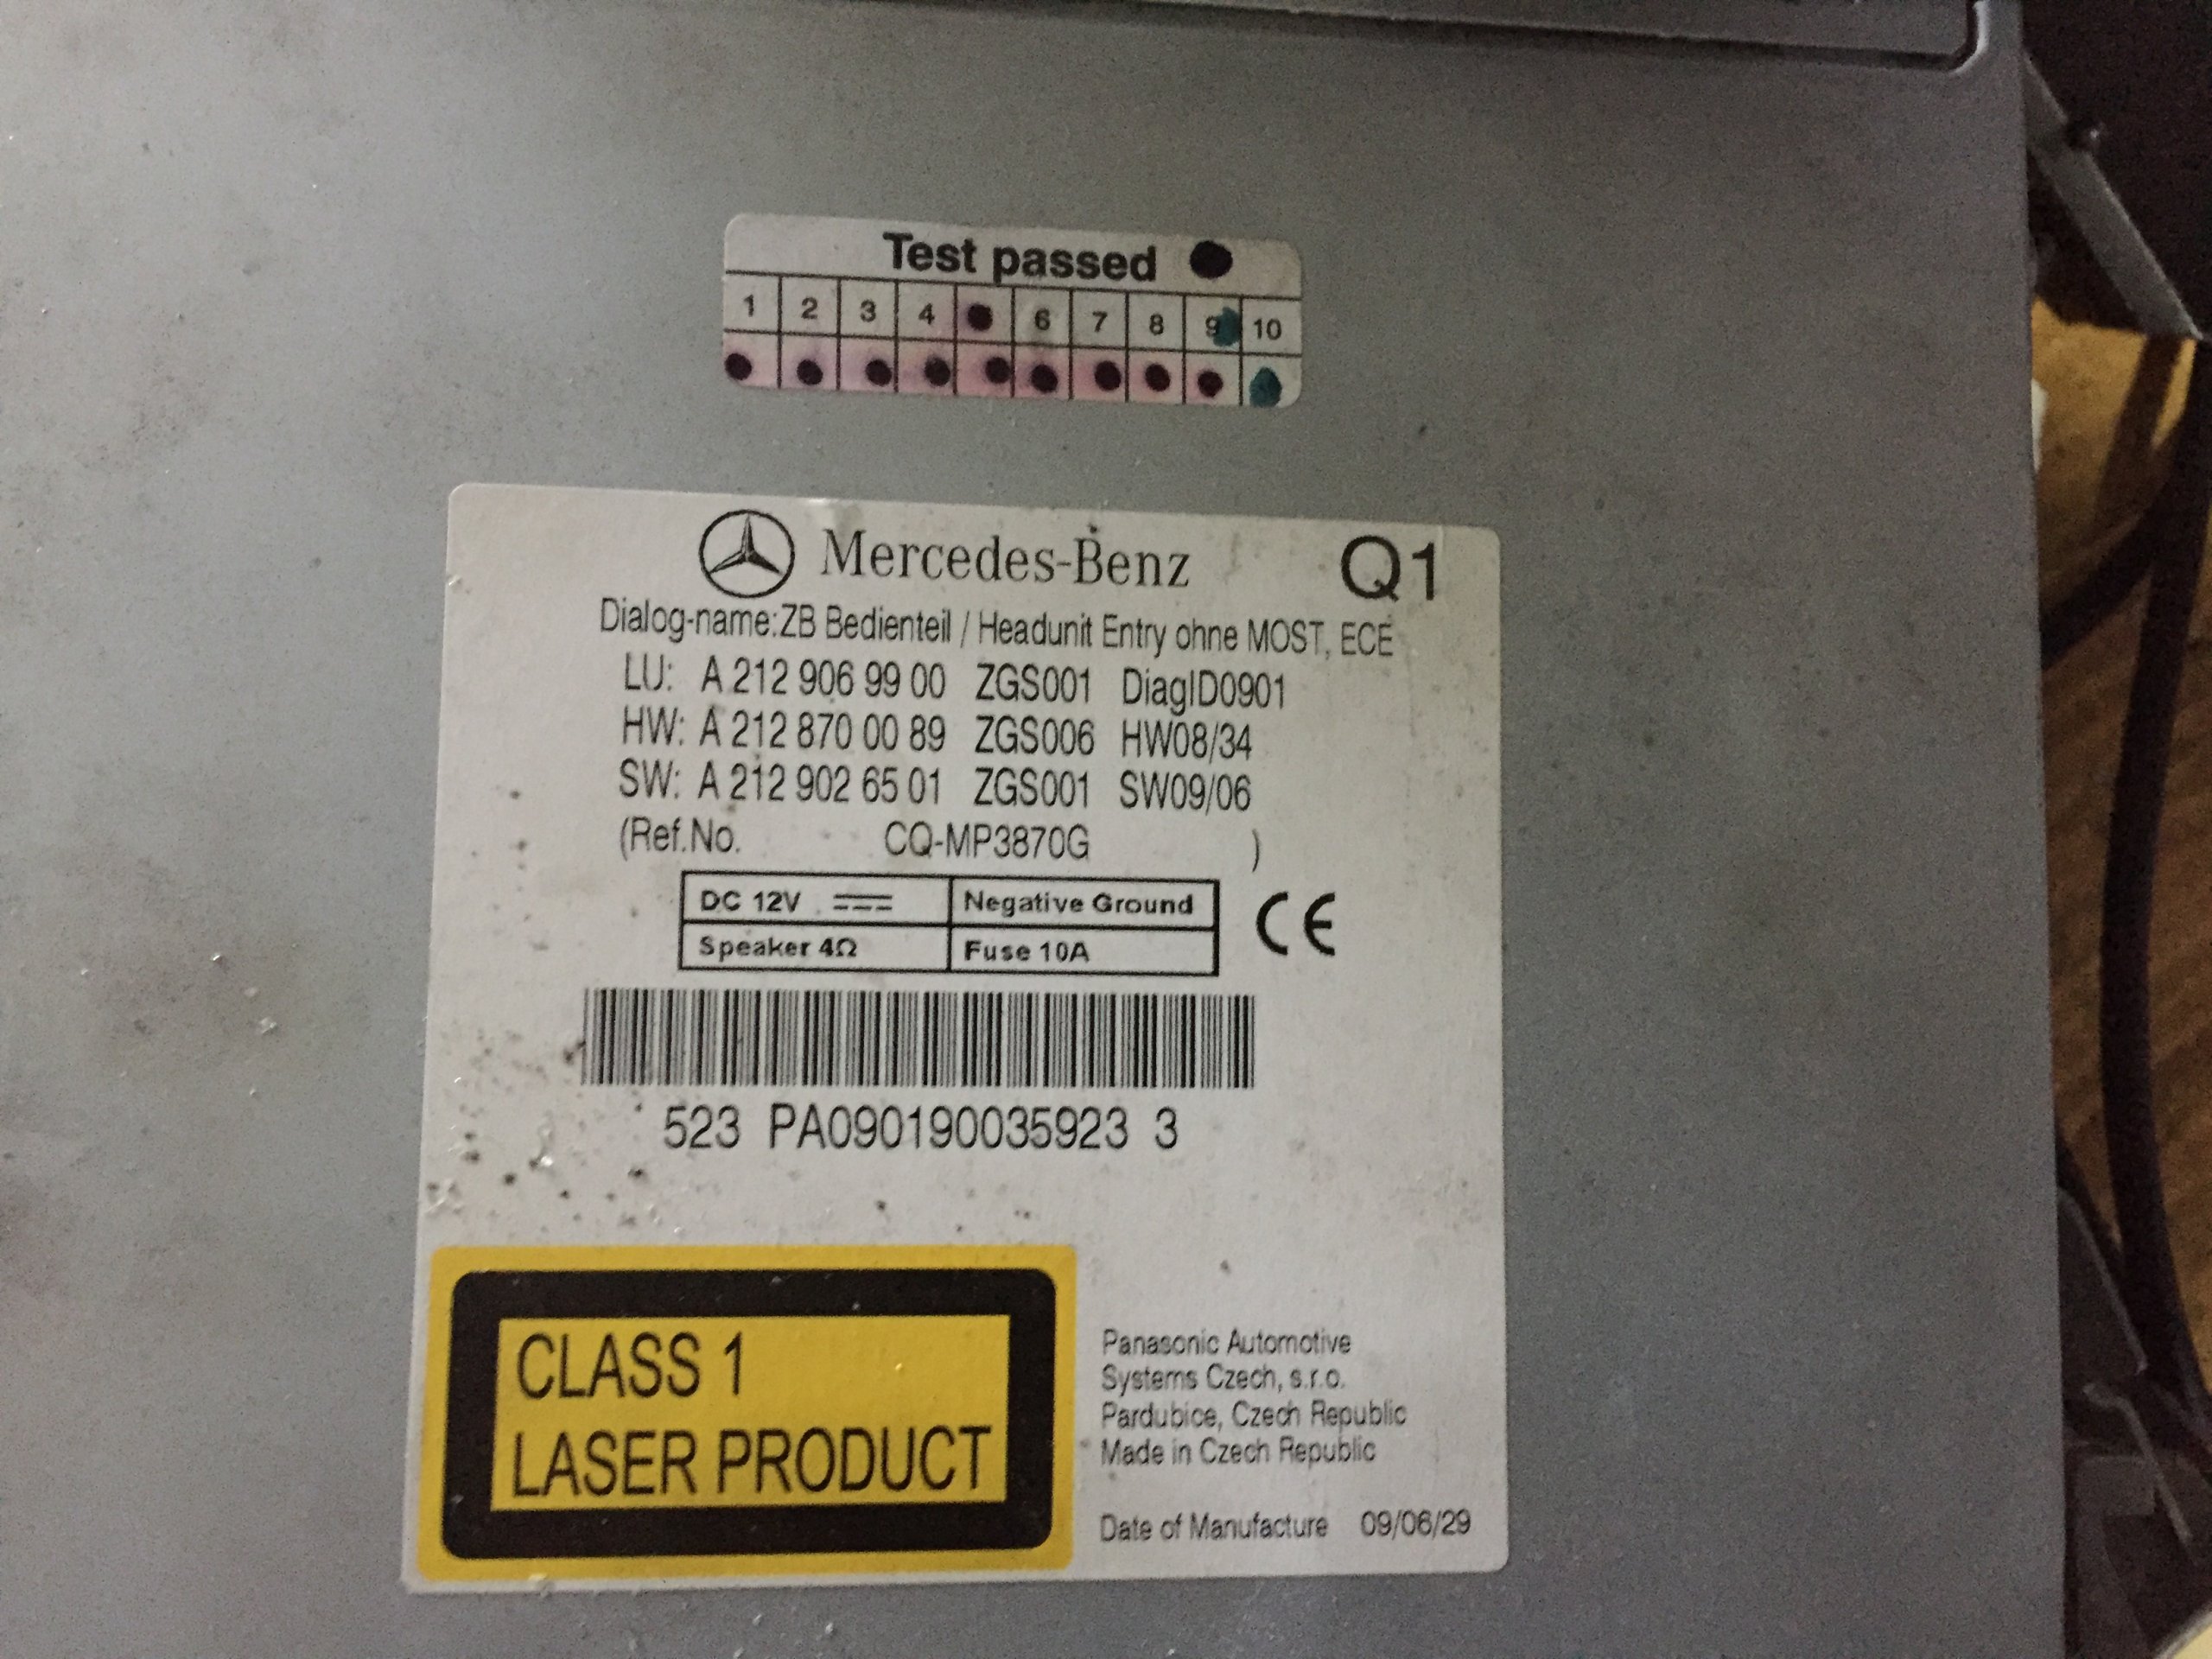 Test passed
1 2 3 4 6 7 8 9 10
Mercedes-Benz Q1
Dialog-name:ZB Bedienteil / Headunit Entry ohne MOST, ECE
LU: A 212 906 99 00 ZGS001 DiagID0901
HW: A 212 870 00 89 ZGS006 HW08/34
SW: A 212 902 65 01 ZGS001 SW09/06
(Ref.No. CQ-MP3870G )
DC 12V Negative Ground
Speaker 4Ω Fuse 10A
CE
523 PA090190035923 3
CLASS 1
LASER PRODUCT
Panasonic Automotive
Systems Czech, s.r.o.
Pardubice, Czech Republic
Made in Czech Republic
Date of Manufacture 09/06/29